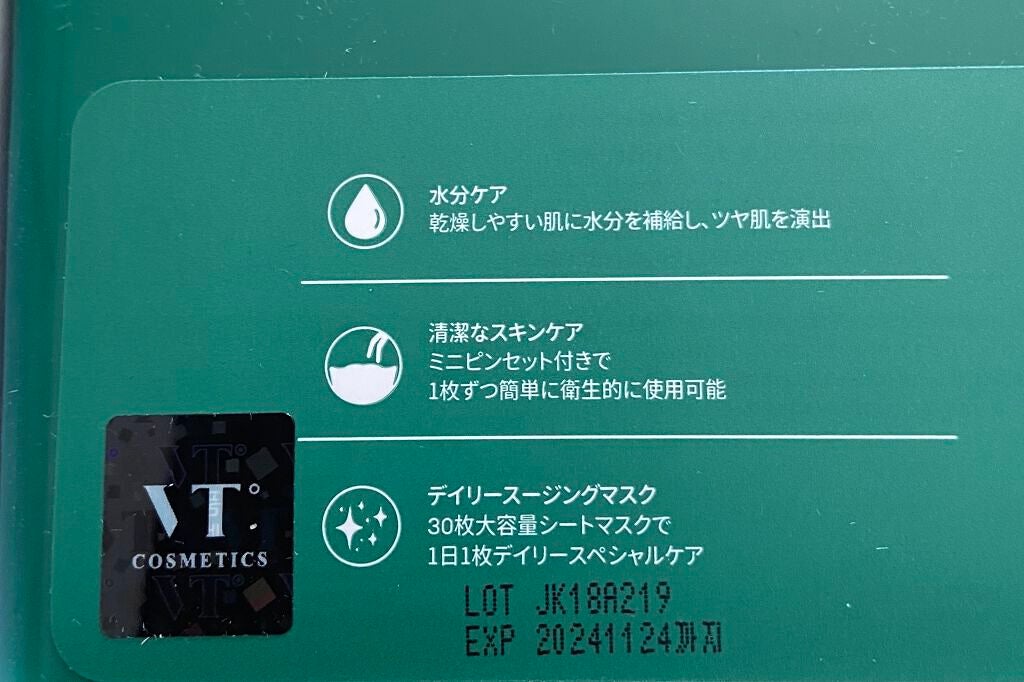 水分ケア
乾燥しやすい肌に水分を補給し、ツヤ肌を演出
清潔なスキンケア
ミニピンセット付きで
1枚ずつ簡単に衛生的に使用可能
VT
COSMETICS
デイリースージングマスク
30枚大容量シートマスクで
1日1枚デイリースペシャルケア
LOT JK18A219
EXP 20241124까지